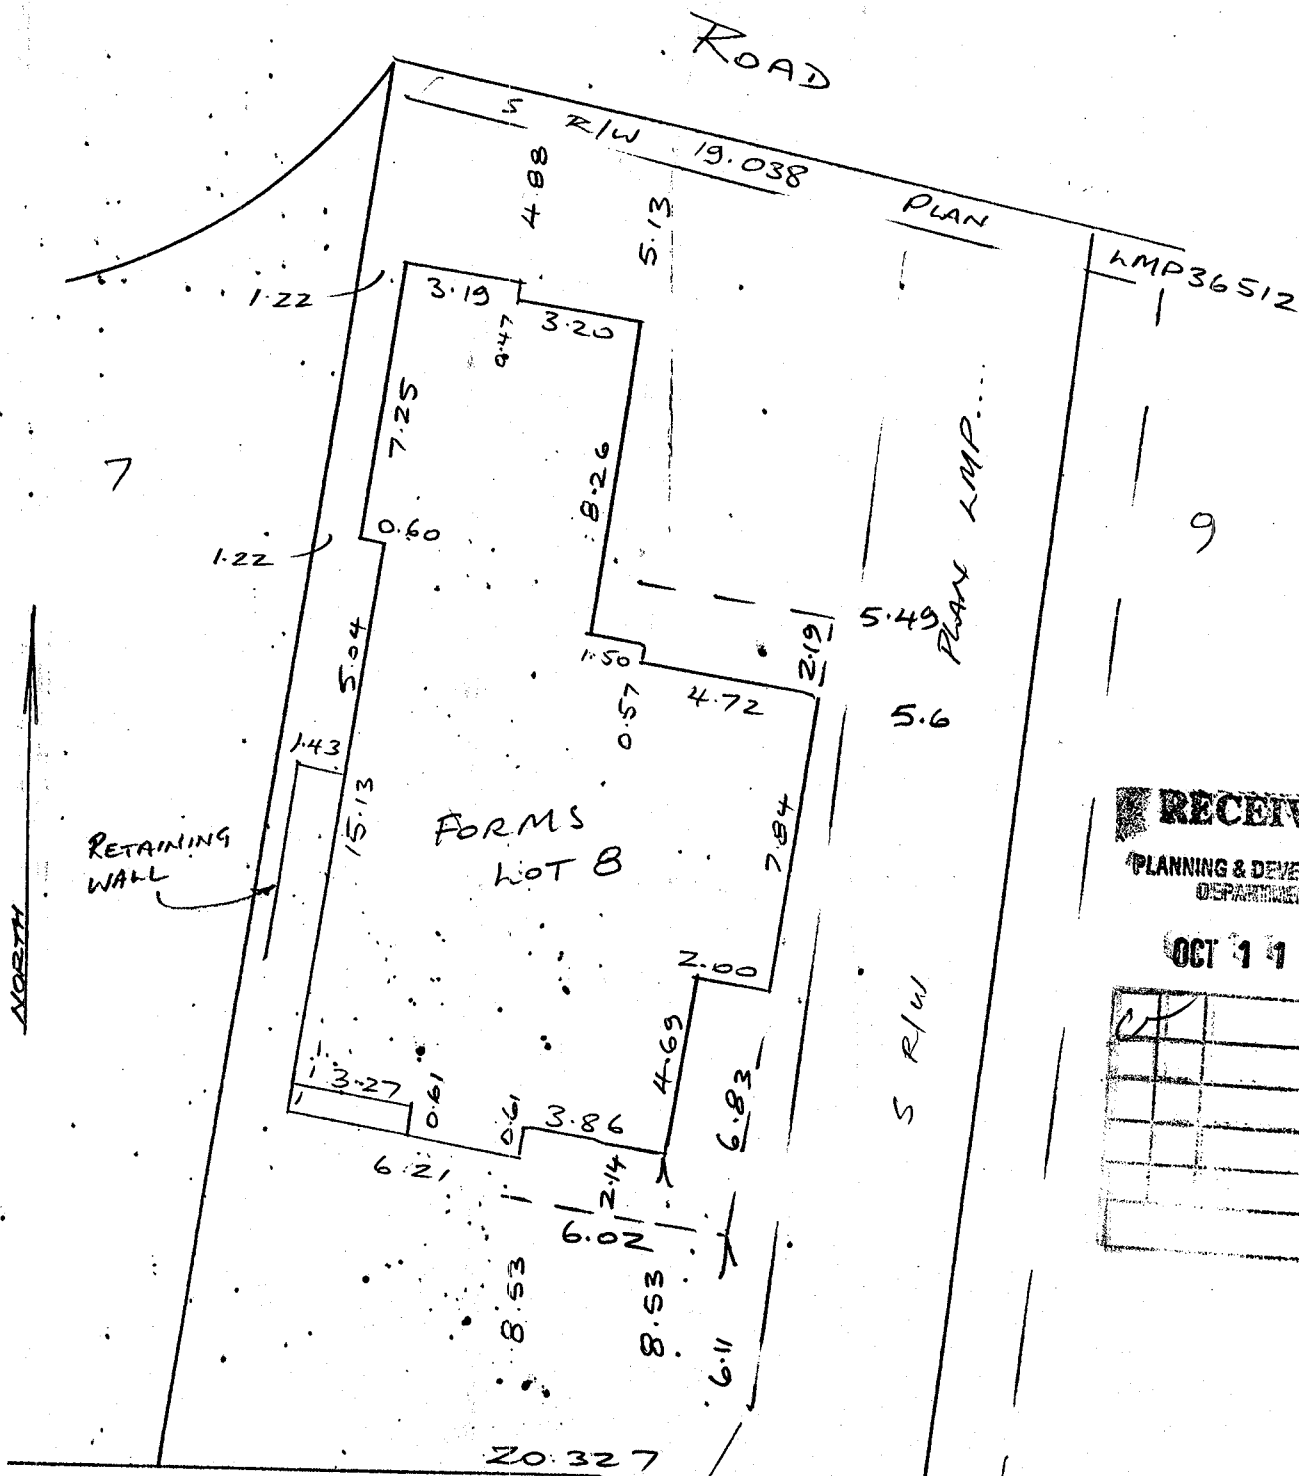 ROAD
S R/W 19.038 PLAN LMP36512
4.88
5.13
1.22
3.19
0.47
3.20
7.25
8.26
PLAN LMP....
7
9
0.60
1.22
5.49
2.19
1.50
5.04
0.57
4.72
5.6
1.43
15.13
7.84
FORMS
LOT 8
RETAINING
WALL
NORTH
RECEIV
PLANNING & DEVE
DEPARTME
OCT 1 1
2.00
4.69
S R/W
3.27
0.61
0.61
3.86
6.83
6.21
2.14
6.02
8.53
8.53
6.11
20.327